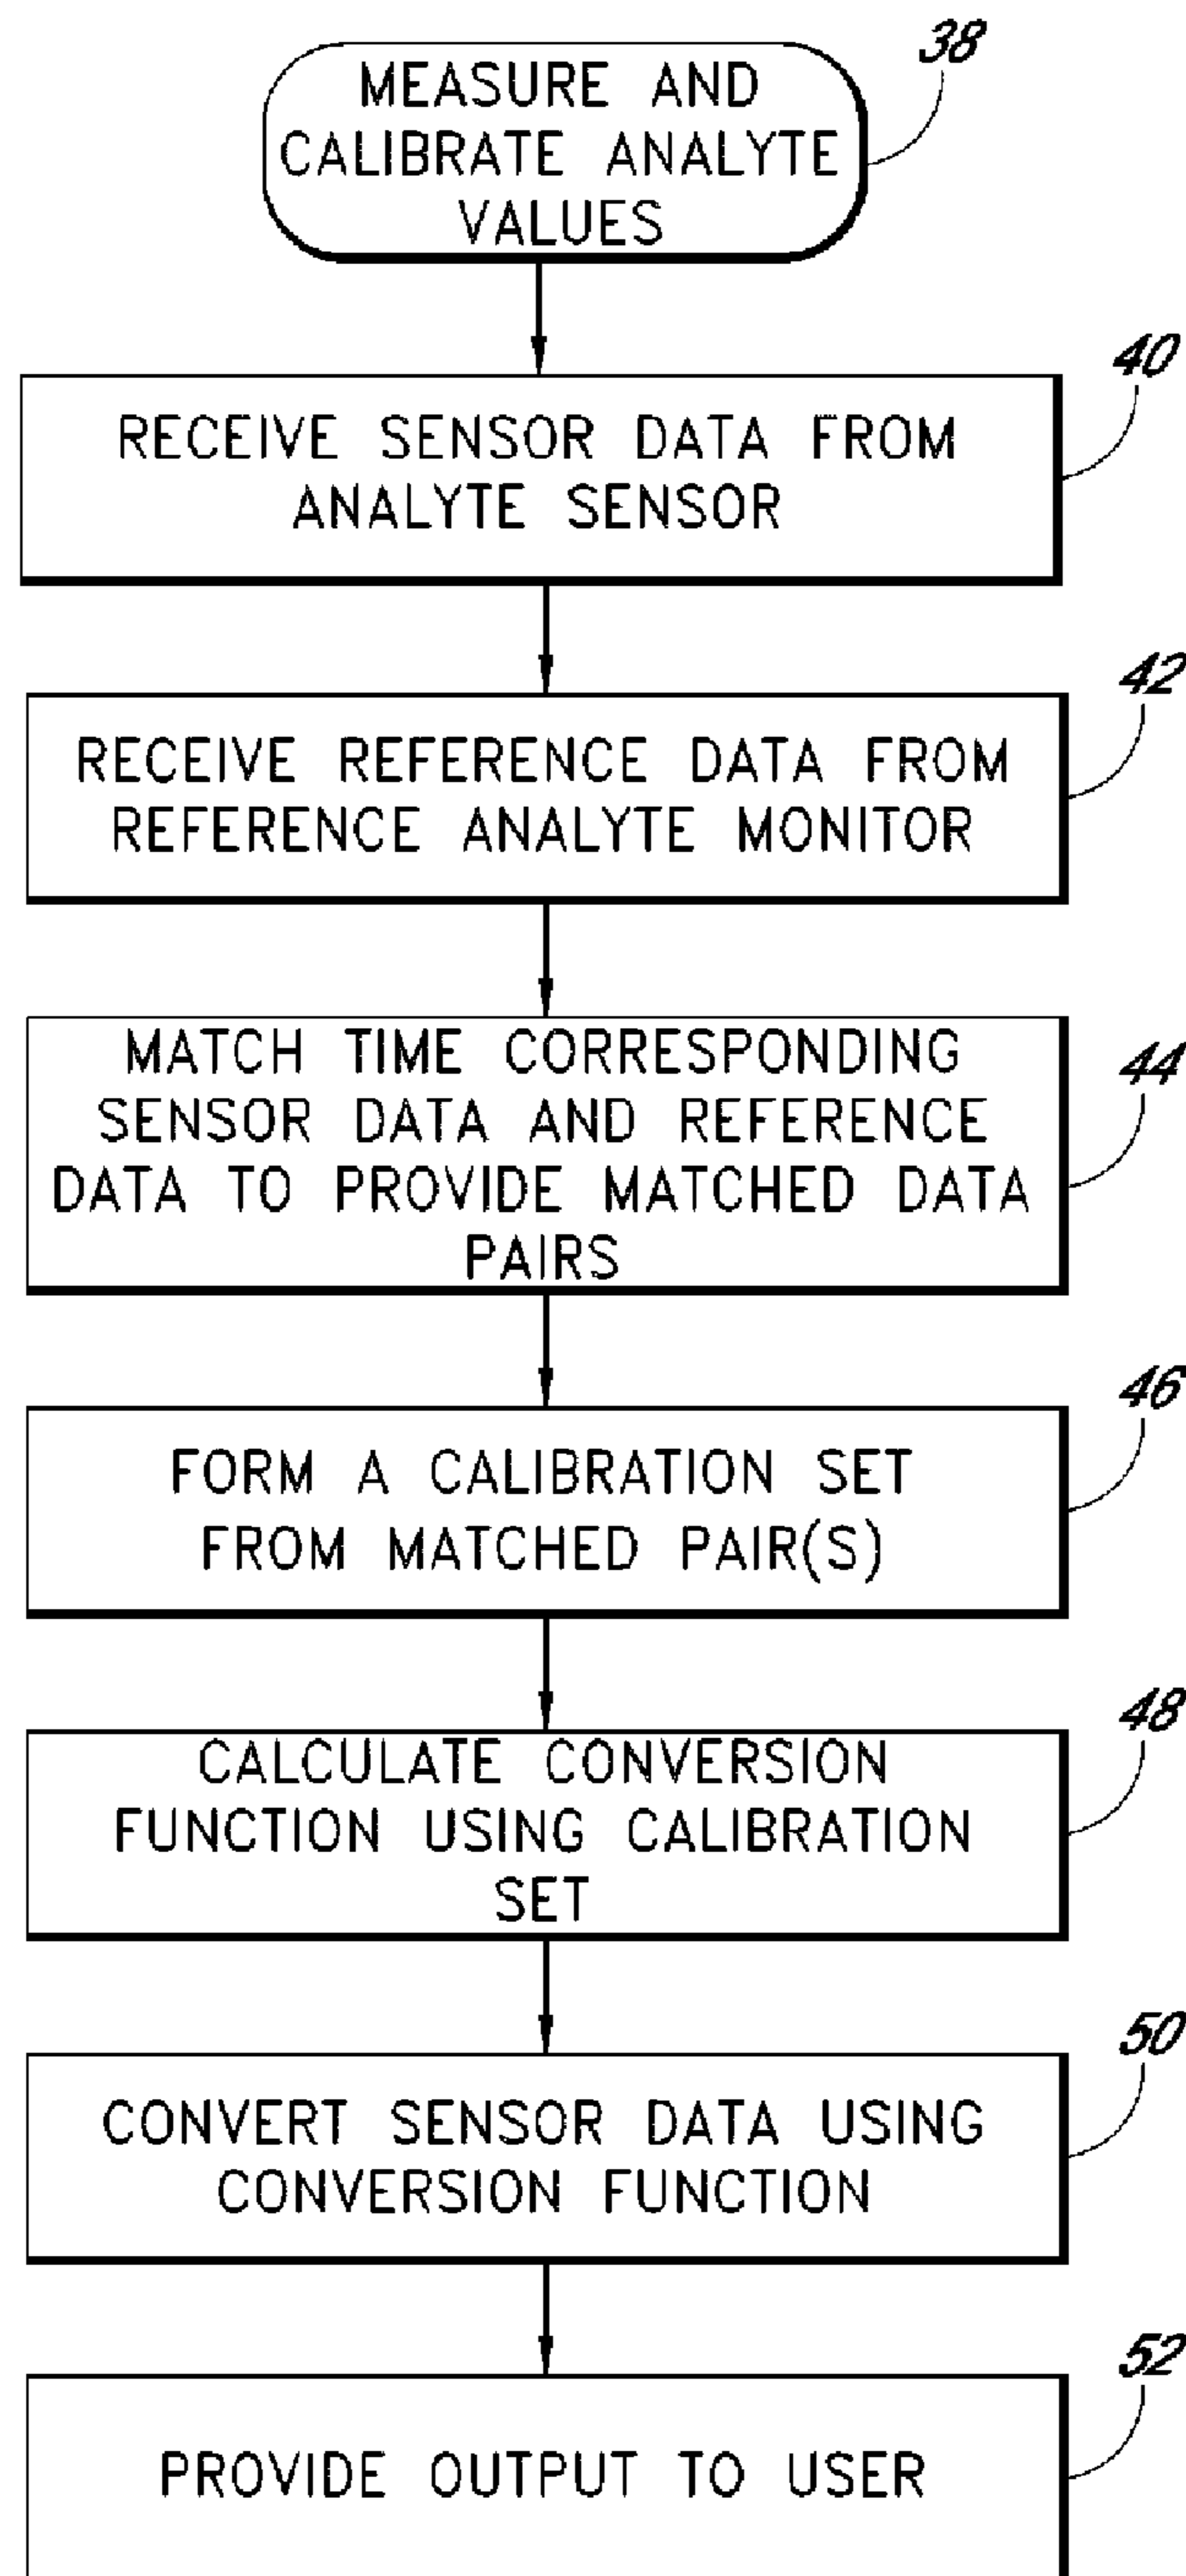 38
MEASURE AND
CALIBRATE ANALYTE
VALUES
40
RECEIVE SENSOR DATA FROM
ANALYTE SENSOR
42
RECEIVE REFERENCE DATA FROM
REFERENCE ANALYTE MONITOR
44
MATCH TIME CORRESPONDING
SENSOR DATA AND REFERENCE
DATA TO PROVIDE MATCHED DATA
PAIRS
46
FORM A CALIBRATION SET
FROM MATCHED PAIR(S)
48
CALCULATE CONVERSION
FUNCTION USING CALIBRATION
SET
50
CONVERT SENSOR DATA USING
CONVERSION FUNCTION
52
PROVIDE OUTPUT TO USER